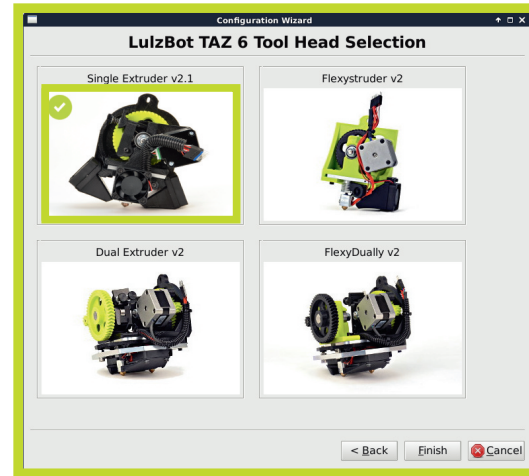 Configuration Wizard
LulzBot TAZ 6 Tool Head Selection
Single Extruder v2.1
Flexystruder v2
Dual Extruder v2
FlexyDually v2
< Back
Finish
Cancel